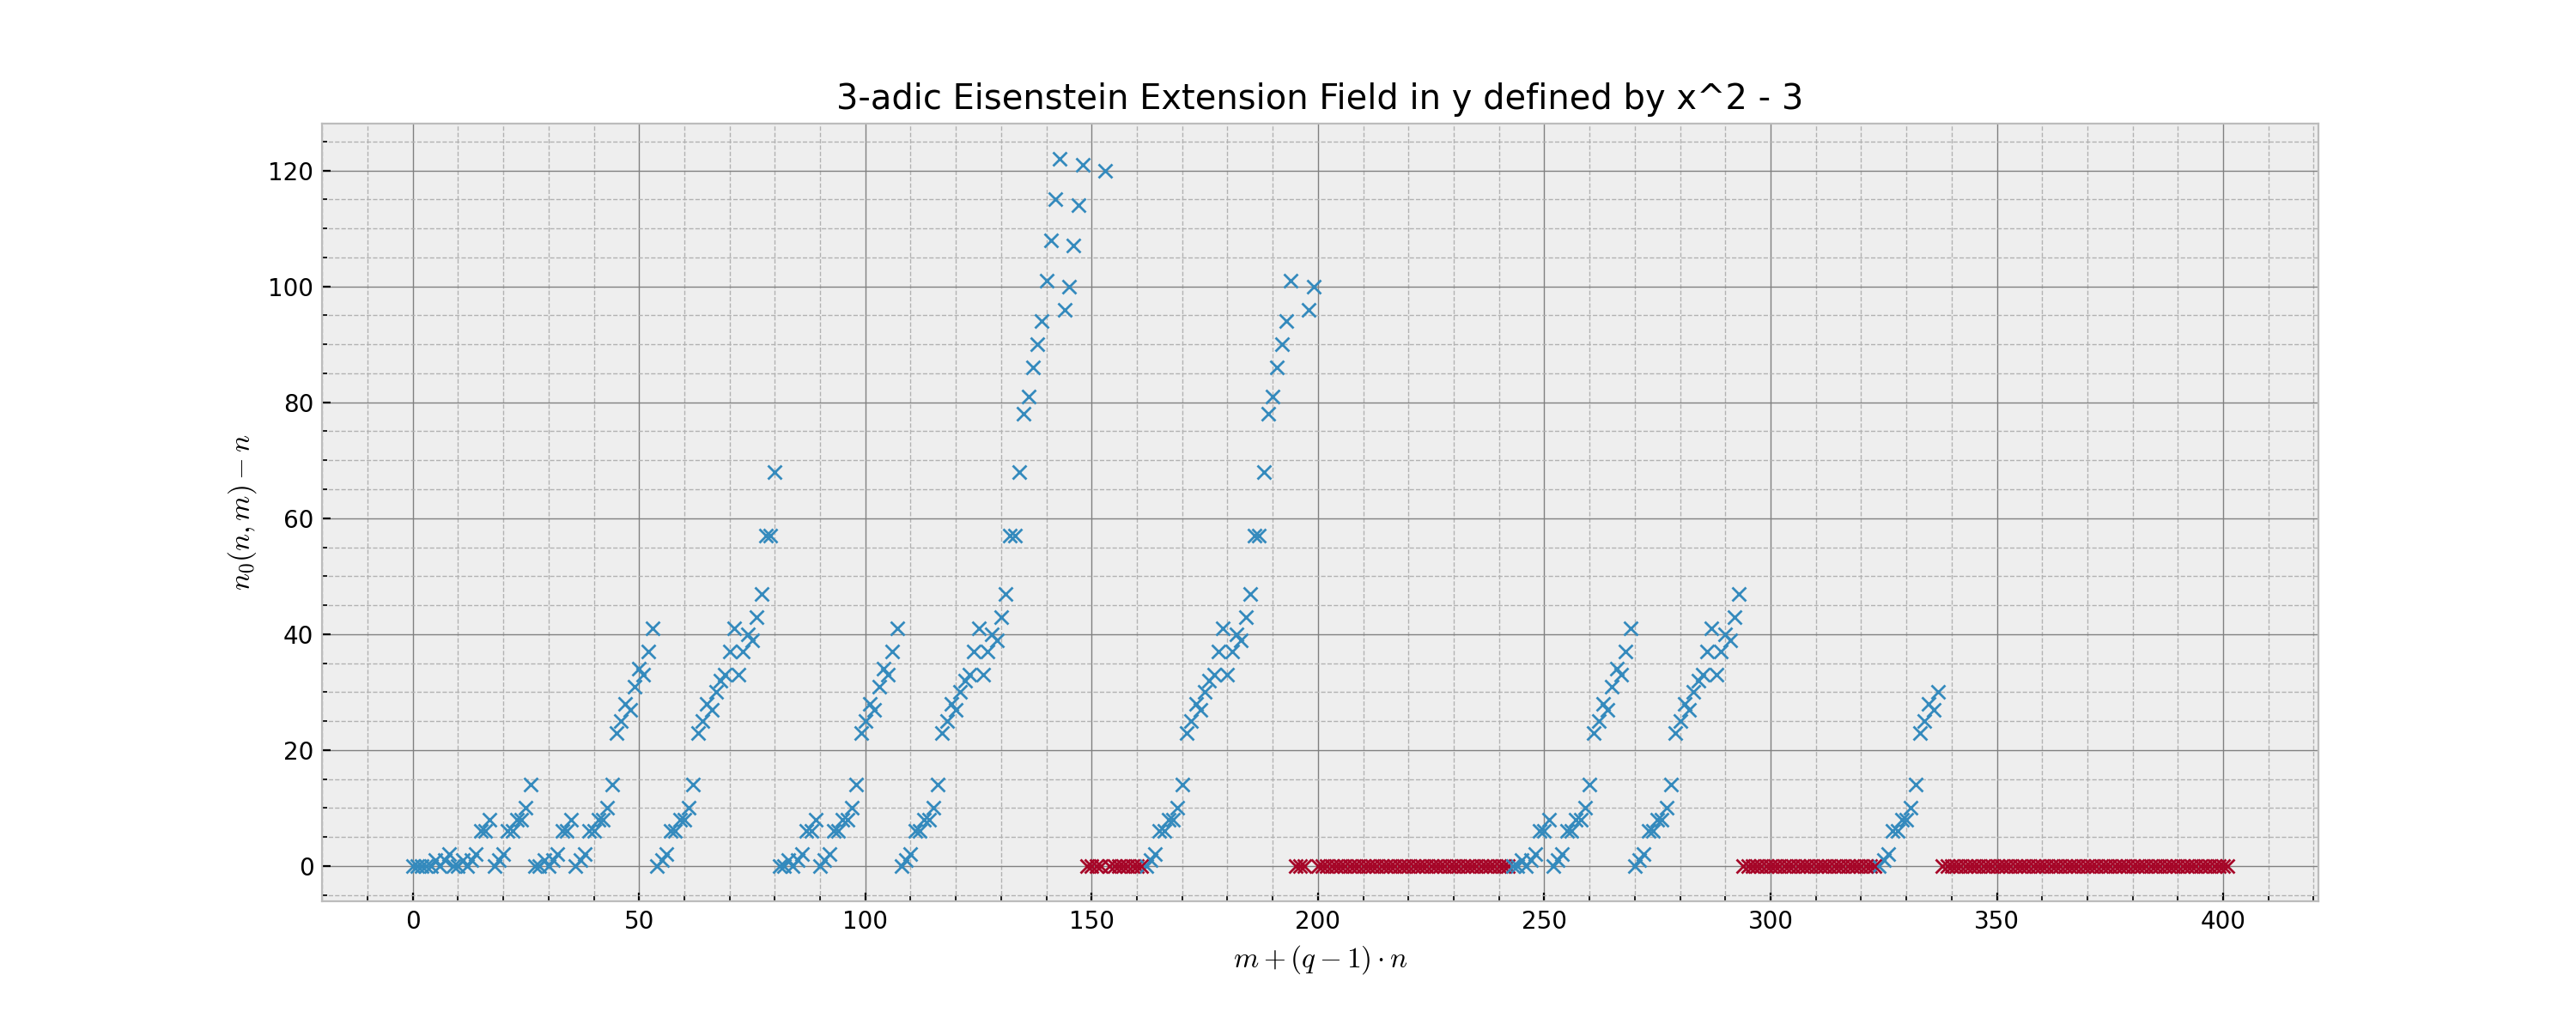 3-adic Eisenstein Extension Field in y defined by x^2 - 3
120
100
80
60
40
20
0
n₀(n, m) − n
0 50 100 150 200 250 300 350 400
m + (q − 1) · n